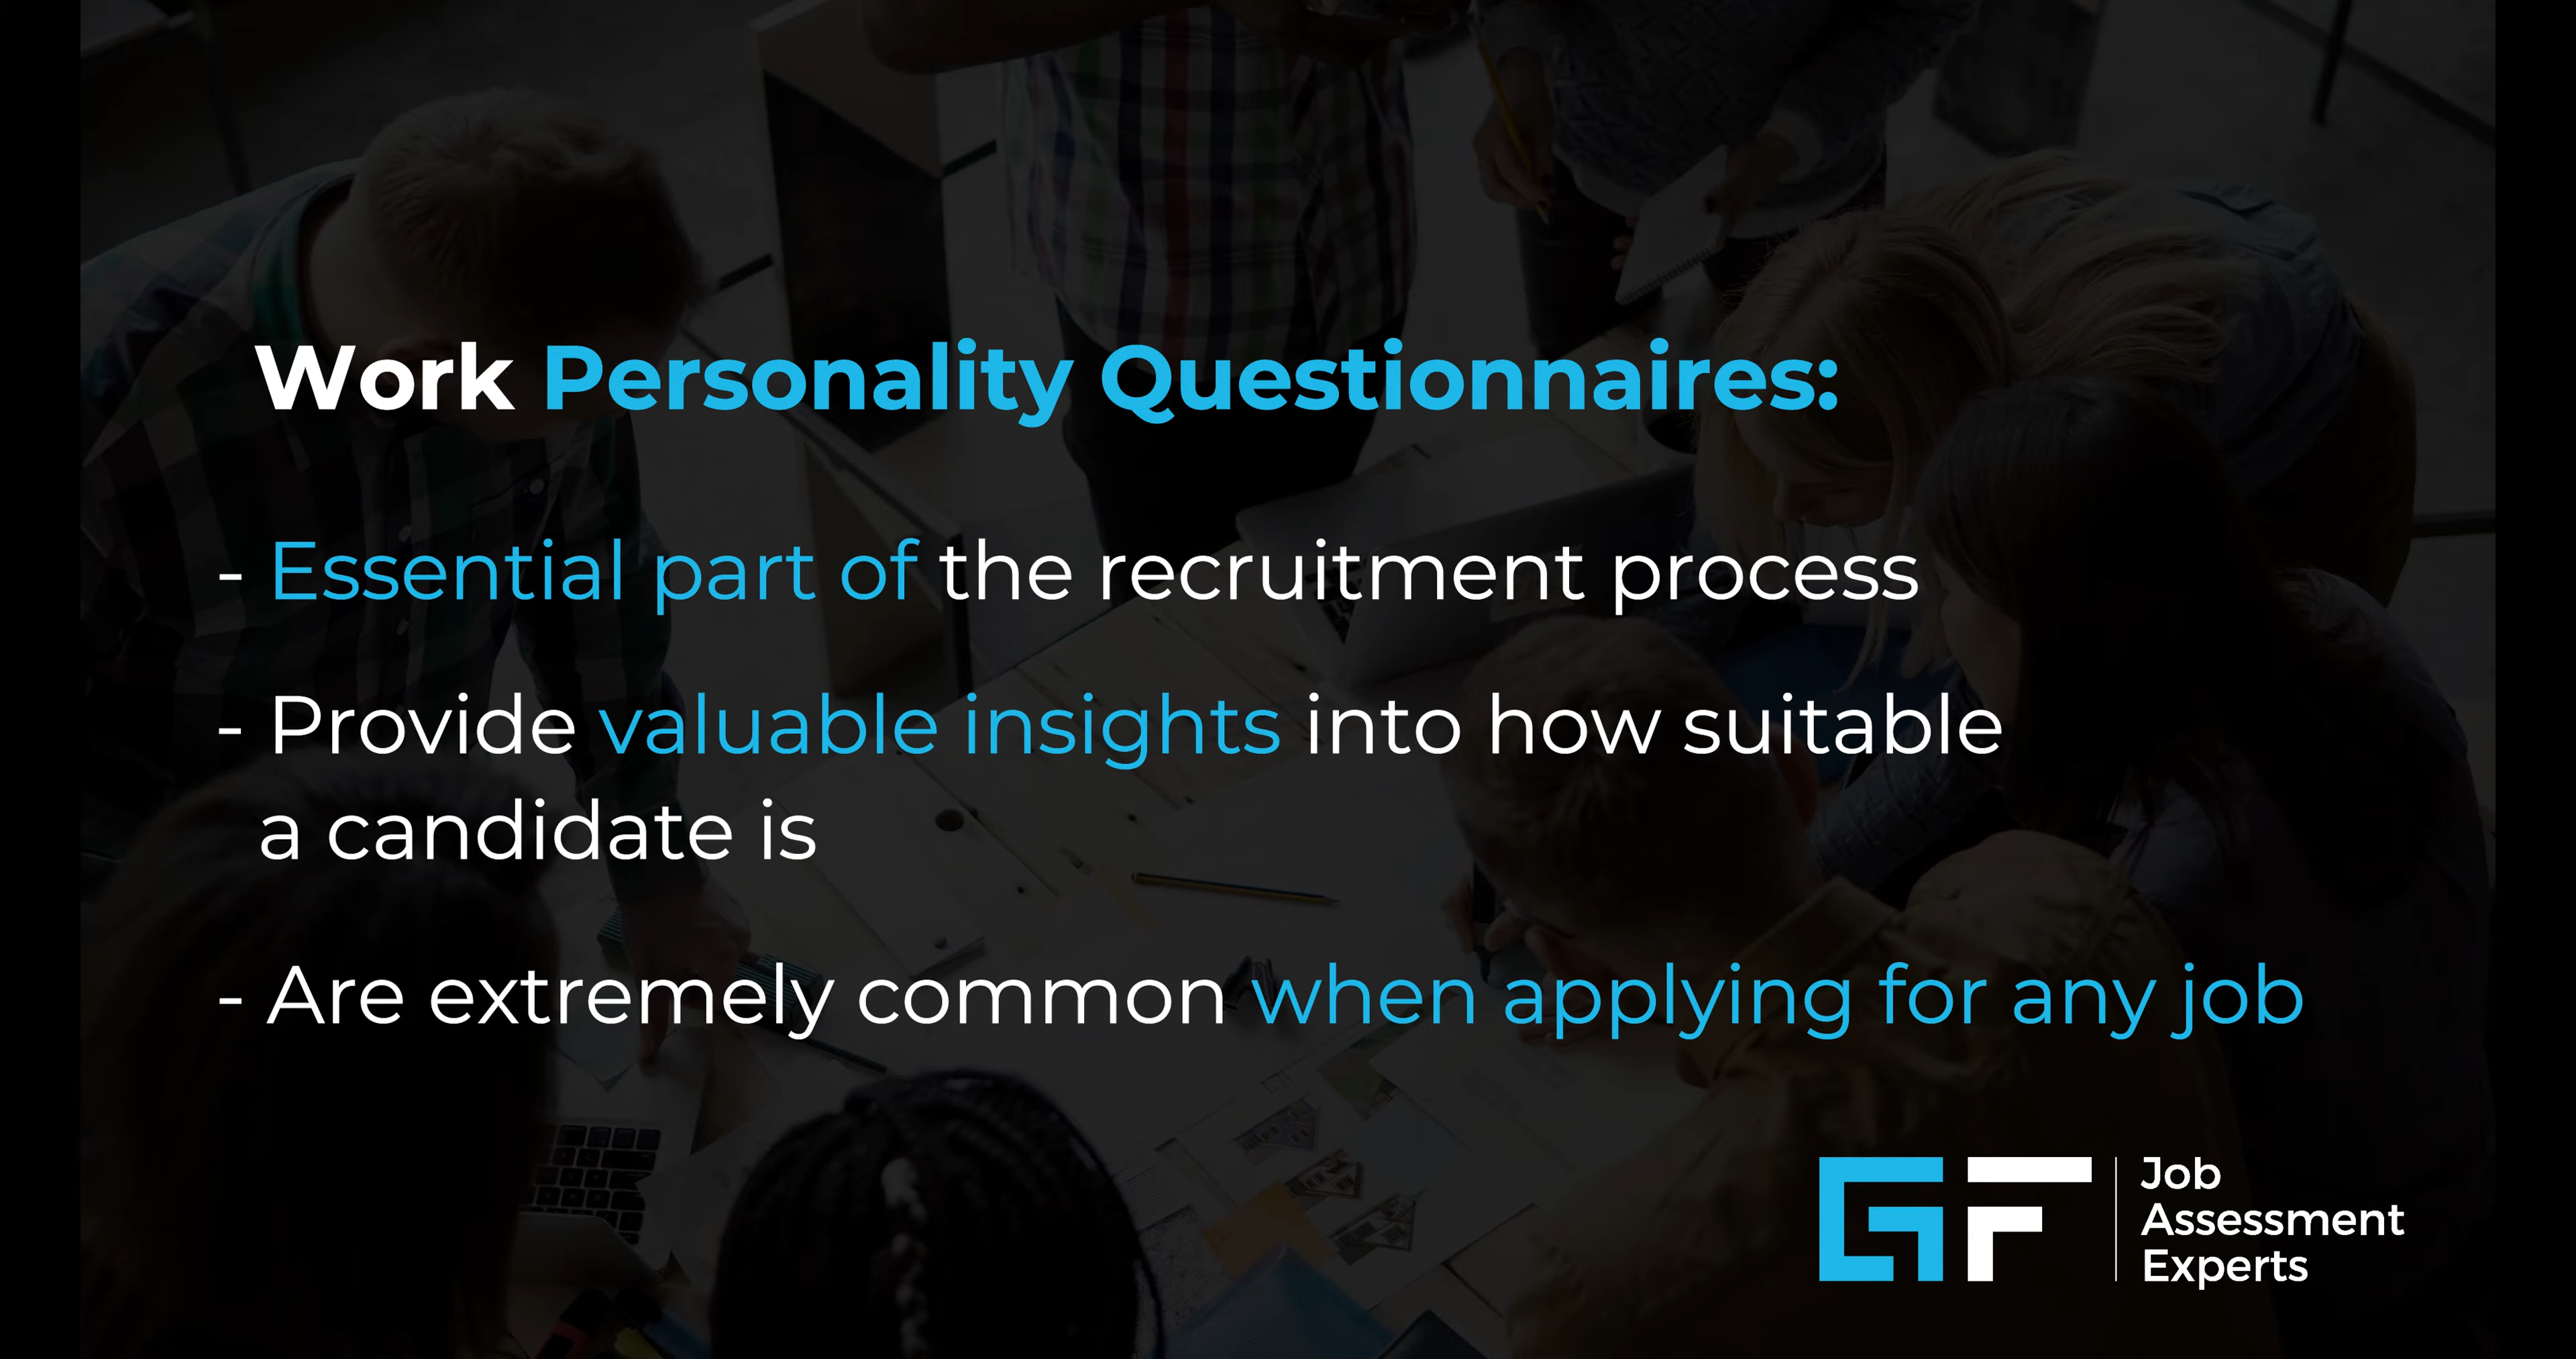 Work Personality Questionnaires:
- Essential part of the recruitment process
- Provide valuable insights into how suitable
a candidate is
- Are extremely common when applying for any job
GF
Job
Assessment
Experts